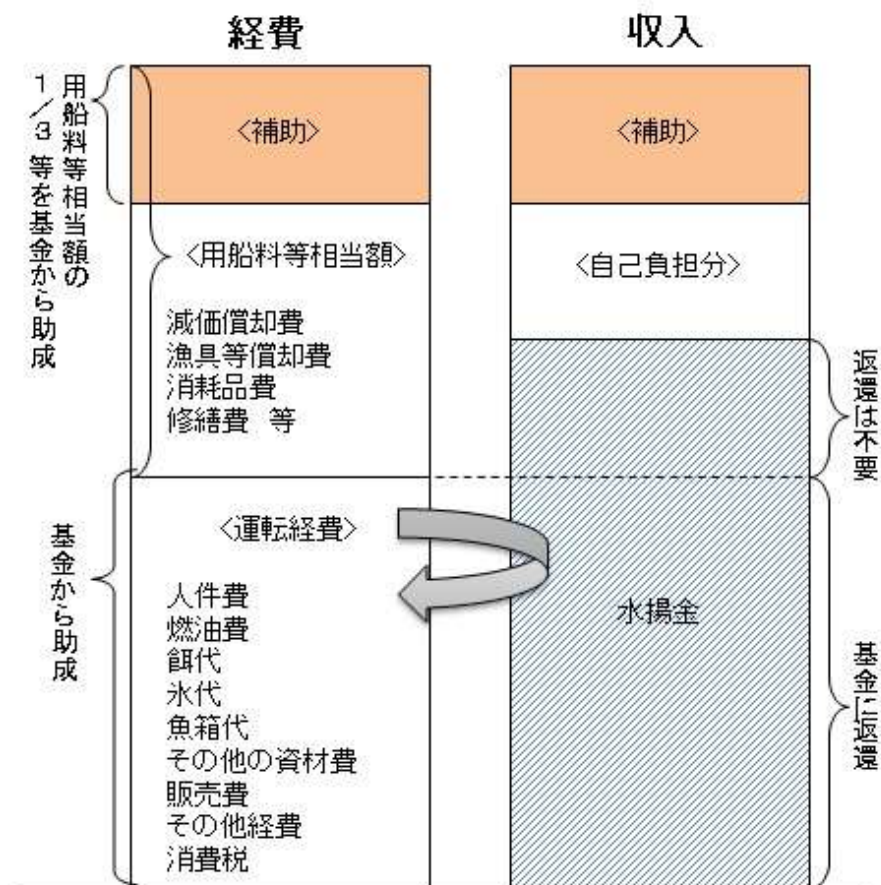 経費
収入
用船料等相当額の
1/3等を基金から助成
<補助>
<補助>
<用船料等相当額>
<自己負担分>
減価償却費
漁具等償却費
消耗品費
修繕費 等
返還は不要
基金から助成
<運転経費>
人件費
燃油費
餌代
氷代
魚箱代
その他の資材費
販売費
その他経費
消費税
水揚金
基金に返還